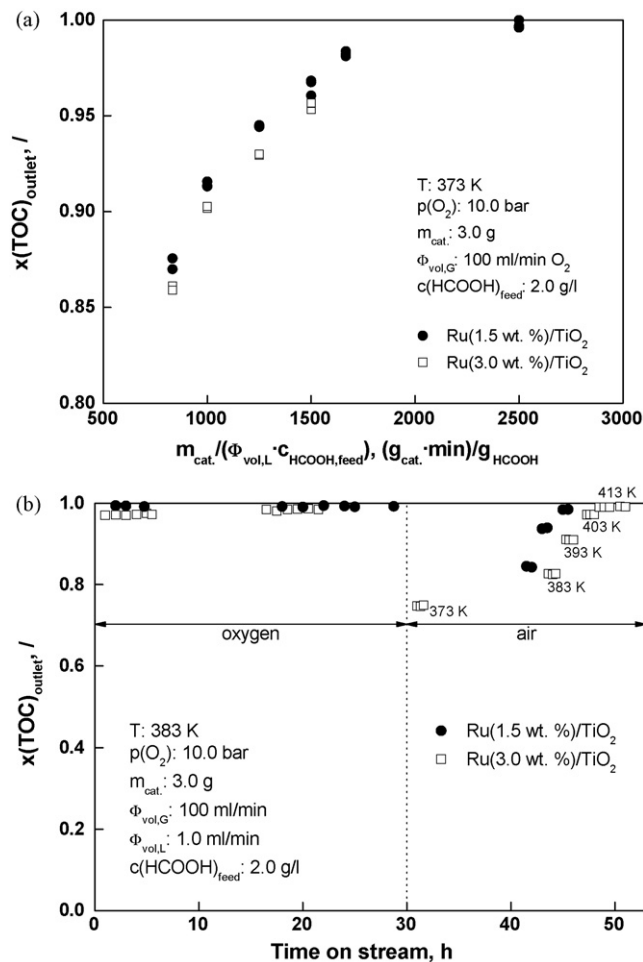 (a)
1.00
0.95
0.90
0.85
0.80
x(TOC)outlet, /
T: 373 K
p(O2): 10.0 bar
mcat.: 3.0 g
Φvol,G: 100 ml/min O2
c(HCOOH)feed: 2.0 g/l
Ru(1.5 wt. %)/TiO2
Ru(3.0 wt. %)/TiO2
500 1000 1500 2000 2500 3000
mcat./(Φvol,L·cHCOOH,feed), (gcat.·min)/gHCOOH
(b)
1.0
0.8
0.6
0.4
0.2
0.0
x(TOC)outlet, /
413 K
403 K
393 K
383 K
373 K
oxygen air
T: 383 K
p(O2): 10.0 bar
mcat.: 3.0 g
Φvol,G: 100 ml/min
Φvol,L: 1.0 ml/min
c(HCOOH)feed: 2.0 g/l
Ru(1.5 wt. %)/TiO2
Ru(3.0 wt. %)/TiO2
0 10 20 30 40 50
Time on stream, h